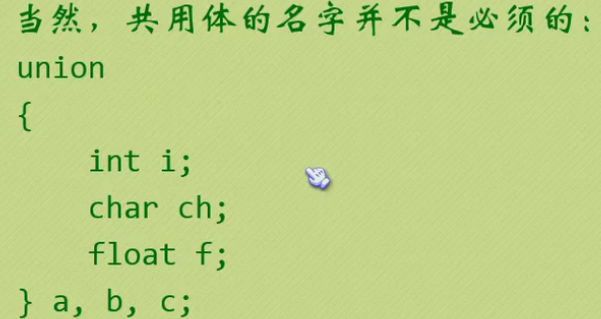 当然，共用体的名字并不是必须的：
union
{
    int i;
    char ch;
    float f;
} a, b, c;